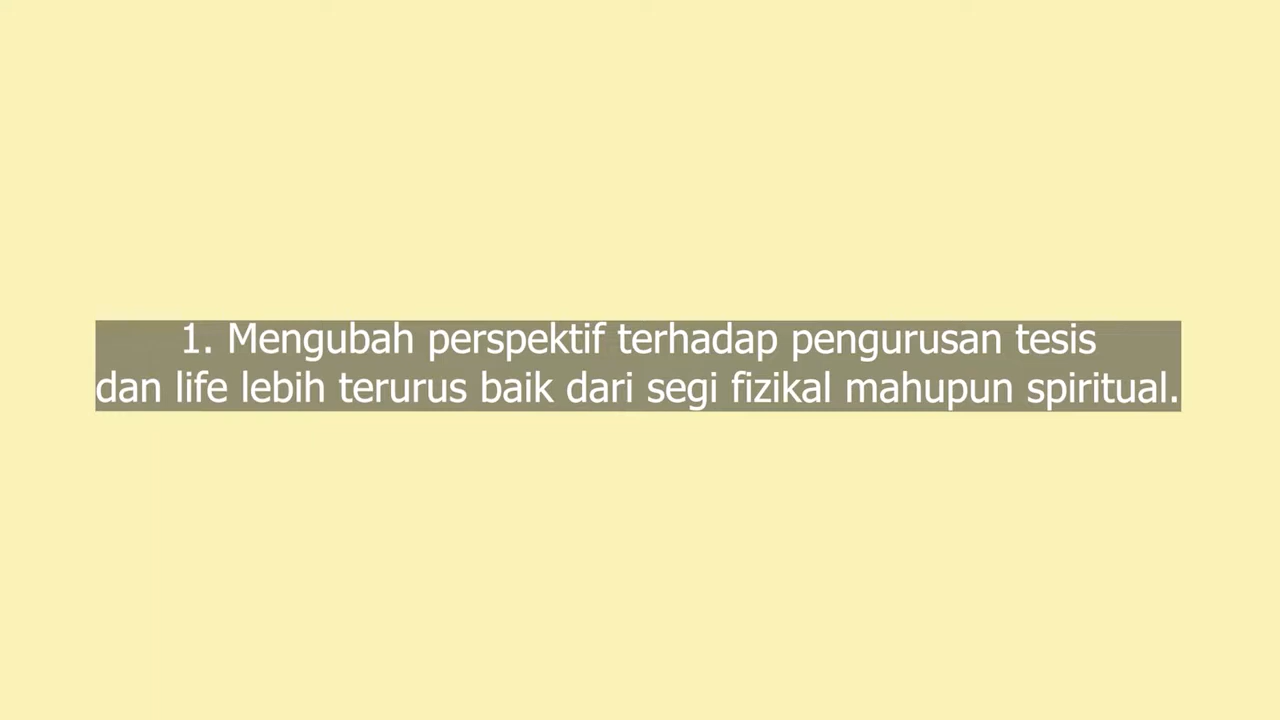 1. Mengubah perspektif terhadap pengurusan tesis
dan life lebih terurus baik dari segi fizikal mahupun spiritual.